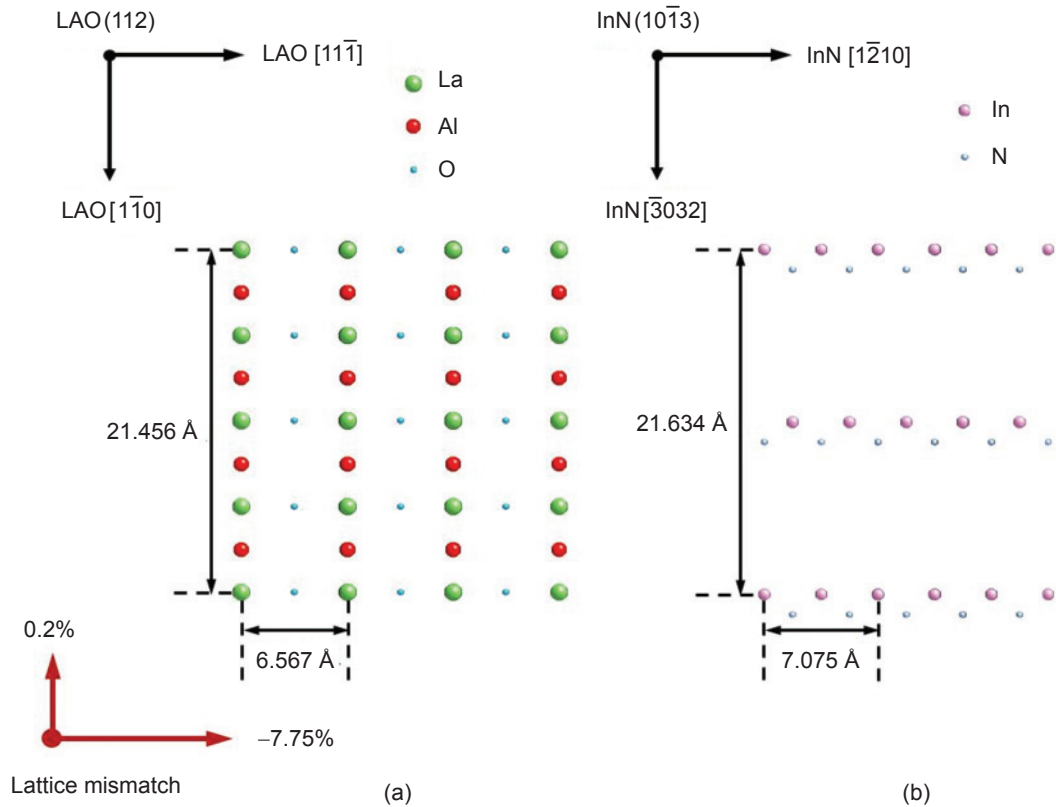 LAO (112)
LAO [111̅]
La
Al
O
LAO [11̅0]
21.456 Å
6.567 Å
0.2%
–7.75%
Lattice mismatch
(a)
InN (101̅3)
InN [12̅10]
In
N
InN [3̅032]
21.634 Å
7.075 Å
(b)